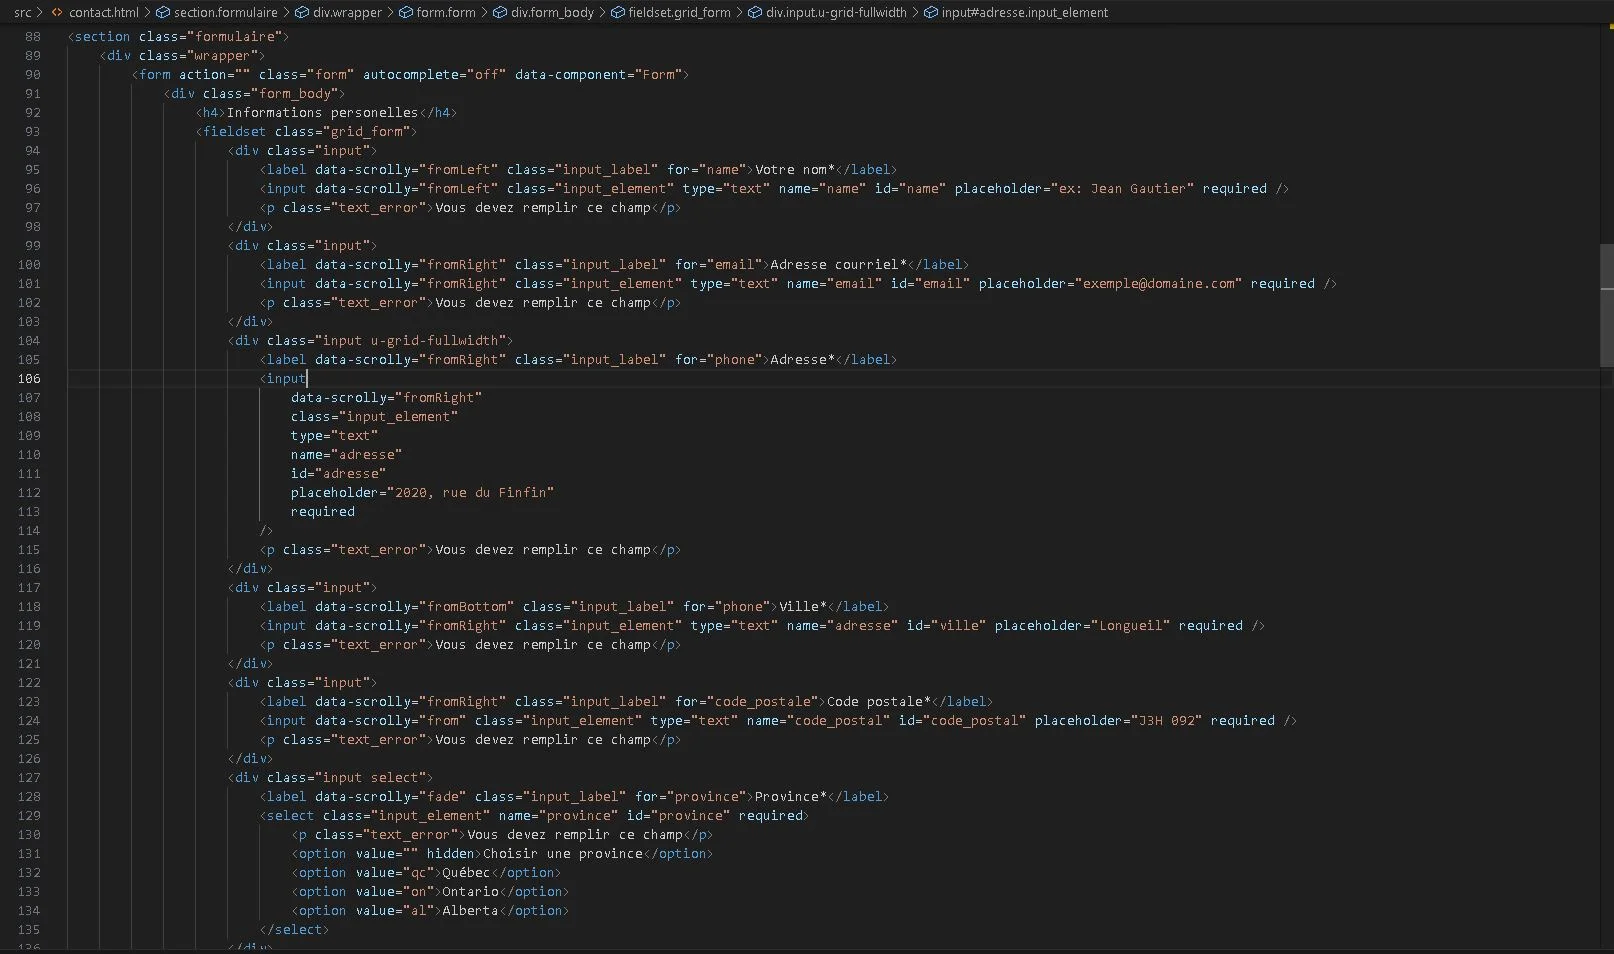 src > contact.html > section.formulaire > div.wrapper > form.form > div.form_body > fieldset.grid_form > div.input.u-grid-fullwidth > input#adresse.input_element
88 <section class="formulaire">
89 <div class="wrapper">
90 <form action="" class="form" autocomplete="off" data-component="Form">
91 <div class="form_body">
92 <h4>Informations personelles</h4>
93 <fieldset class="grid_form">
94 <div class="input">
95 <label data-scrolly="fromLeft" class="input_label" for="name">Votre nom*</label>
96 <input data-scrolly="fromLeft" class="input_element" type="text" name="name" id="name" placeholder="ex: Jean Gautier" required />
97 <p class="text_error">Vous devez remplir ce champ</p>
98 </div>
99 <div class="input">
100 <label data-scrolly="fromRight" class="input_label" for="email">Adresse courriel*</label>
101 <input data-scrolly="fromRight" class="input_element" type="text" name="email" id="email" placeholder="exemple@domaine.com" required />
102 <p class="text_error">Vous devez remplir ce champ</p>
103 </div>
104 <div class="input u-grid-fullwidth">
105 <label data-scrolly="fromRight" class="input_label" for="phone">Adresse*</label>
106 <input
107 data-scrolly="fromRight"
108 class="input_element"
109 type="text"
110 name="adresse"
111 id="adresse"
112 placeholder="2020, rue du Finfin"
113 required
114 />
115 <p class="text_error">Vous devez remplir ce champ</p>
116 </div>
117 <div class="input">
118 <label data-scrolly="fromBottom" class="input_label" for="phone">Ville*</label>
119 <input data-scrolly="fromRight" class="input_element" type="text" name="adresse" id="ville" placeholder="Longueil" required />
120 <p class="text_error">Vous devez remplir ce champ</p>
121 </div>
122 <div class="input">
123 <label data-scrolly="fromRight" class="input_label" for="code_postale">Code postale*</label>
124 <input data-scrolly="from" class="input_element" type="text" name="code_postal" id="code_postal" placeholder="J3H 092" required />
125 <p class="text_error">Vous devez remplir ce champ</p>
126 </div>
127 <div class="input select">
128 <label data-scrolly="fade" class="input_label" for="province">Province*</label>
129 <select class="input_element" name="province" id="province" required>
130 <p class="text_error">Vous devez remplir ce champ</p>
131 <option value="" hidden>Choisir une province</option>
132 <option value="qc">Québec</option>
133 <option value="on">Ontario</option>
134 <option value="al">Alberta</option>
135 </select>
136 </div>